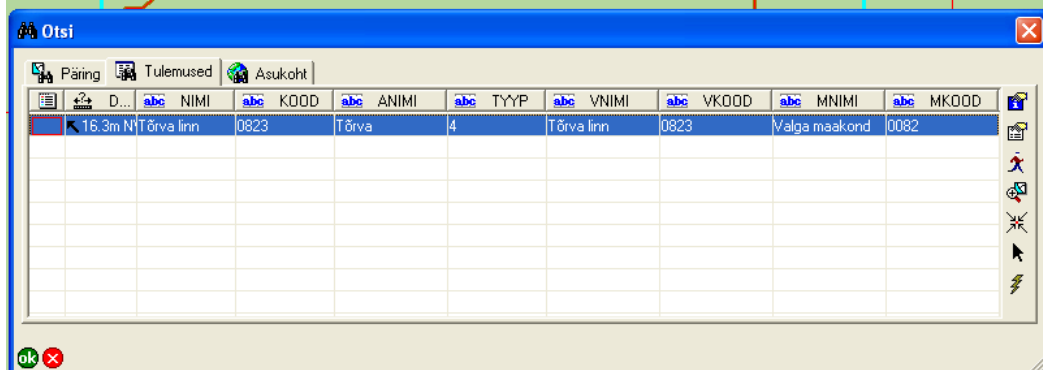 Otsi
Päring Tulemused Asukoht
D... abc NIMI abc KOOD abc ANIMI abc TYYP abc VNIMI abc VKOOD abc MNIMI abc MKOOD
16.3m N Tõrva linn 0823 Tõrva 4 Tõrva linn 0823 Valga maakond 0082
ok